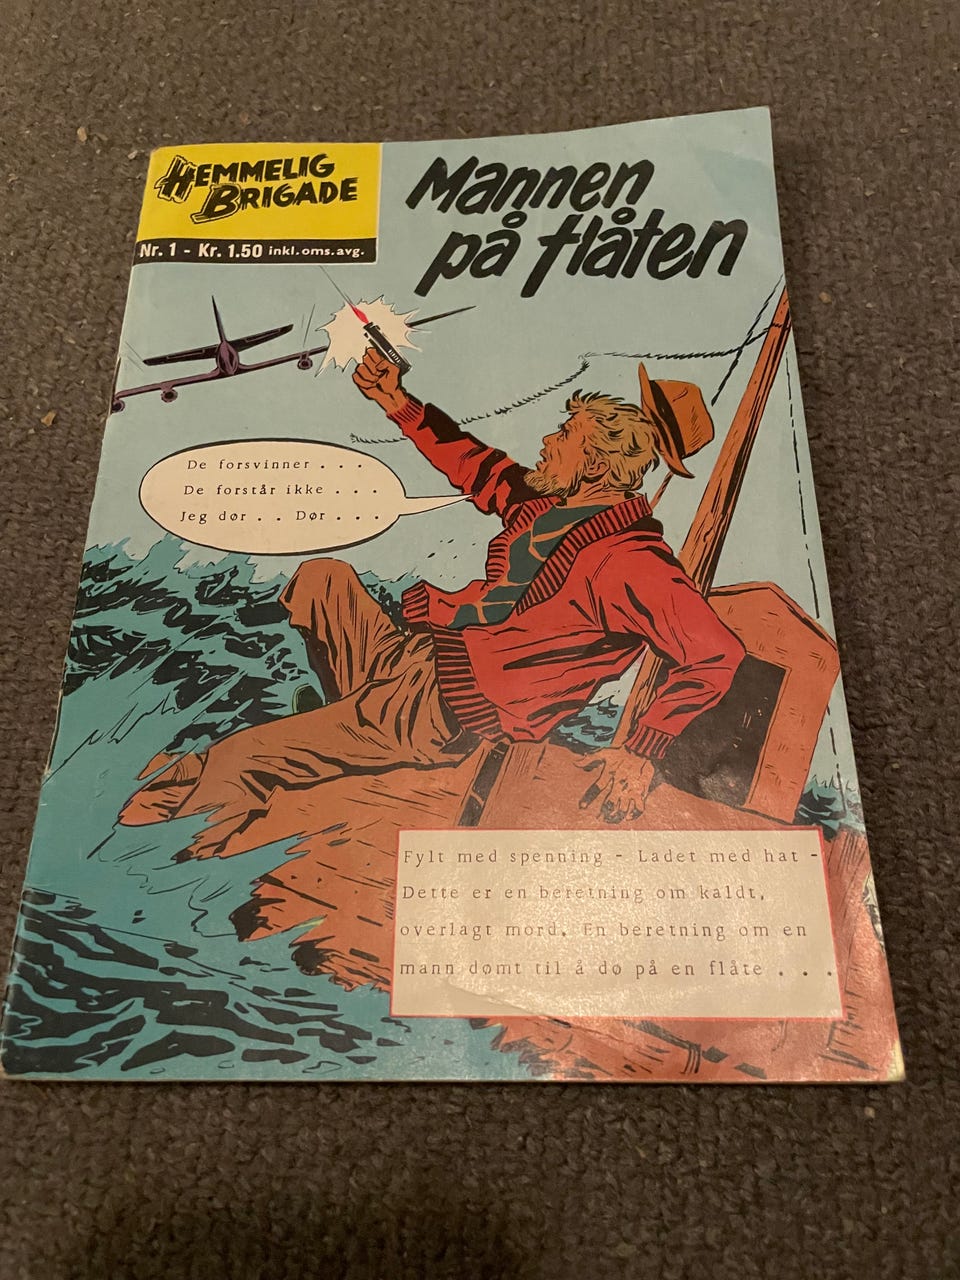 HEMMELIG
BRIGADE
Nr. 1 - Kr. 1.50 inkl. oms. avg.
Mannen
på flåten
De forsvinner . . .
De forstår ikke . . .
Jeg dør . . Dør . . .
Fylt med spenning - Ladet med hat -
Dette er en beretning om kaldt,
overlagt mord. En beretning om en
mann dømt til å dø på en flåte . . .